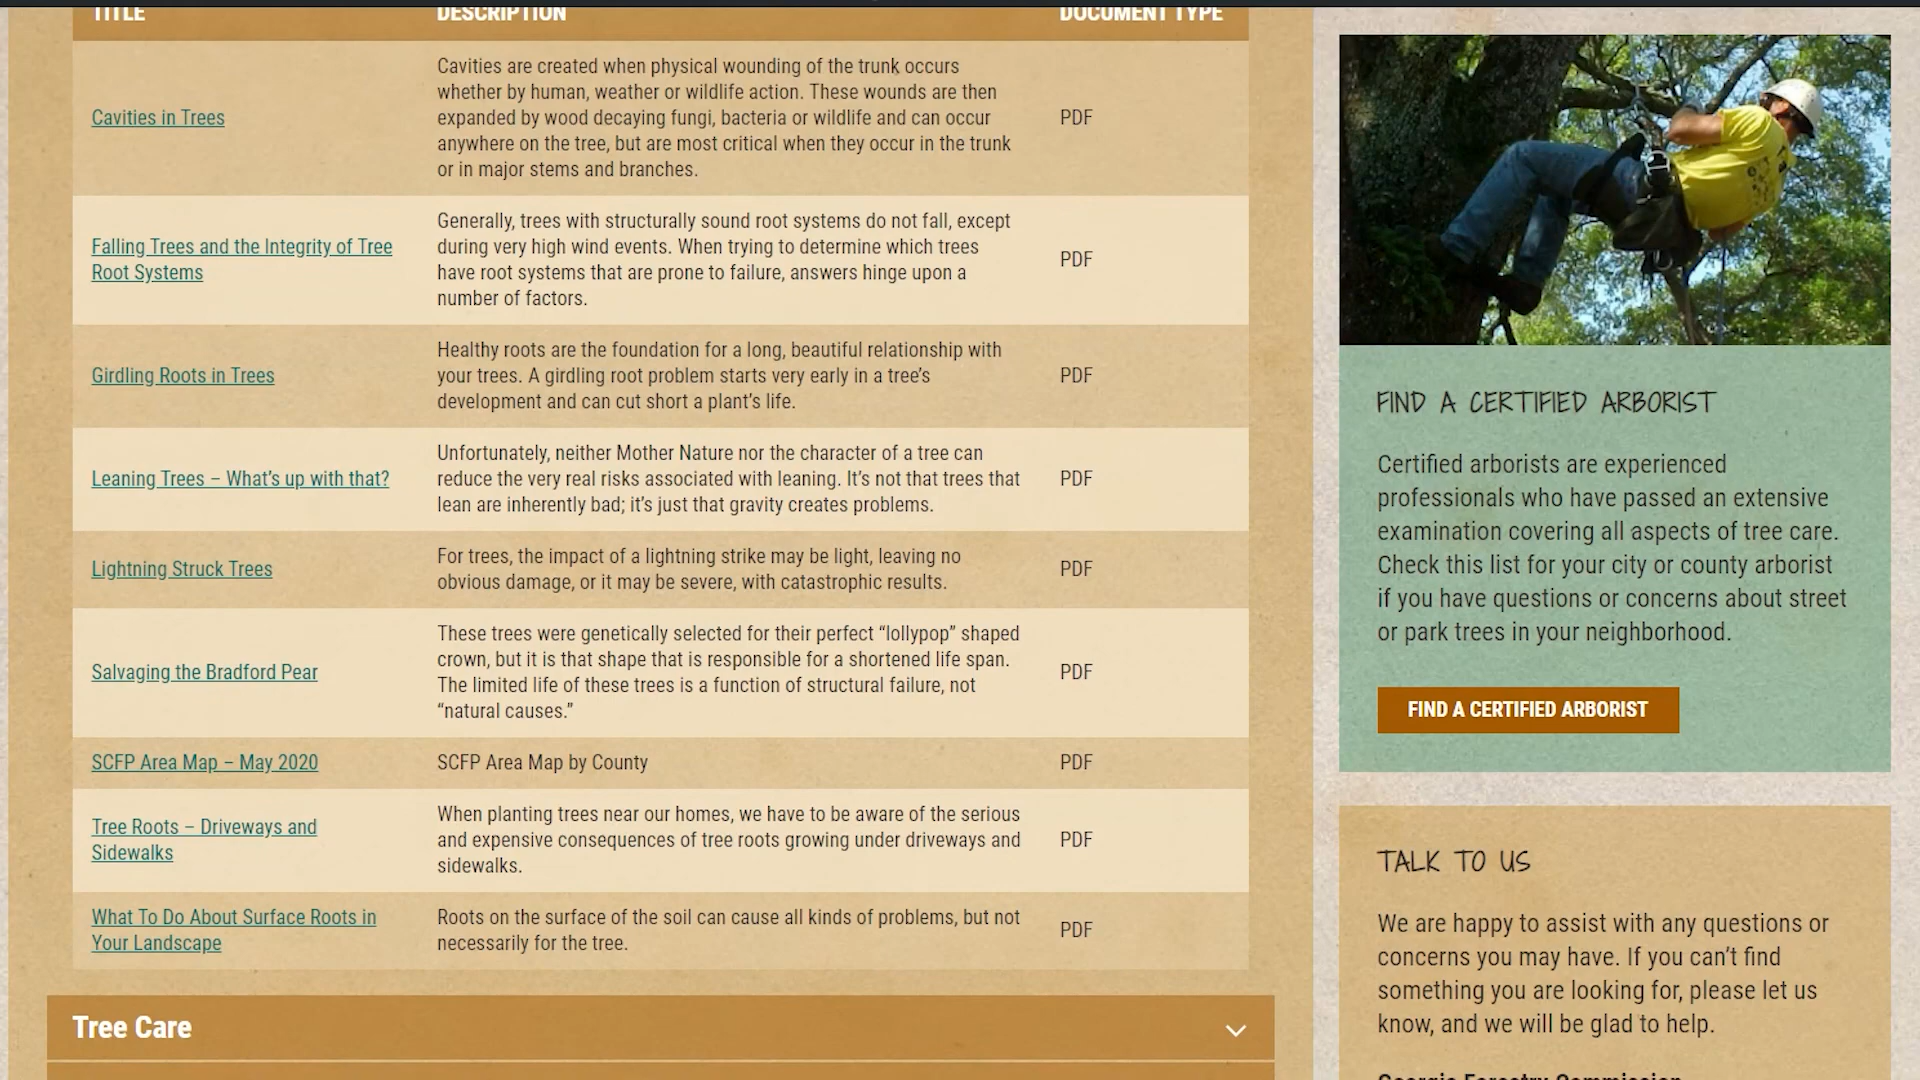 TITLE DESCRIPTION DOCUMENT TYPE
Cavities in Trees
Cavities are created when physical wounding of the trunk occurs
whether by human, weather or wildlife action. These wounds are then
expanded by wood decaying fungi, bacteria or wildlife and can occur
anywhere on the tree, but are most critical when they occur in the trunk
or in major stems and branches.
PDF
Falling Trees and the Integrity of Tree
Root Systems
Generally, trees with structurally sound root systems do not fall, except
during very high wind events. When trying to determine which trees
have root systems that are prone to failure, answers hinge upon a
number of factors.
PDF
Girdling Roots in Trees
Healthy roots are the foundation for a long, beautiful relationship with
your trees. A girdling root problem starts very early in a tree’s
development and can cut short a plant’s life.
PDF
Leaning Trees – What’s up with that?
Unfortunately, neither Mother Nature nor the character of a tree can
reduce the very real risks associated with leaning. It’s not that trees that
lean are inherently bad; it’s just that gravity creates problems.
PDF
Lightning Struck Trees
For trees, the impact of a lightning strike may be light, leaving no
obvious damage, or it may be severe, with catastrophic results.
PDF
Salvaging the Bradford Pear
These trees were genetically selected for their perfect “lollypop” shaped
crown, but it is that shape that is responsible for a shortened life span.
The limited life of these trees is a function of structural failure, not
“natural causes.”
PDF
SCFP Area Map – May 2020
SCFP Area Map by County
PDF
Tree Roots – Driveways and
Sidewalks
When planting trees near our homes, we have to be aware of the serious
and expensive consequences of tree roots growing under driveways and
sidewalks.
PDF
What To Do About Surface Roots in
Your Landscape
Roots on the surface of the soil can cause all kinds of problems, but not
necessarily for the tree.
PDF
Tree Care
FIND A CERTIFIED ARBORIST
Certified arborists are experienced
professionals who have passed an extensive
examination covering all aspects of tree care.
Check this list for your city or county arborist
if you have questions or concerns about street
or park trees in your neighborhood.
FIND A CERTIFIED ARBORIST
TALK TO US
We are happy to assist with any questions or
concerns you may have. If you can’t find
something you are looking for, please let us
know, and we will be glad to help.
Georgia Forestry Commission